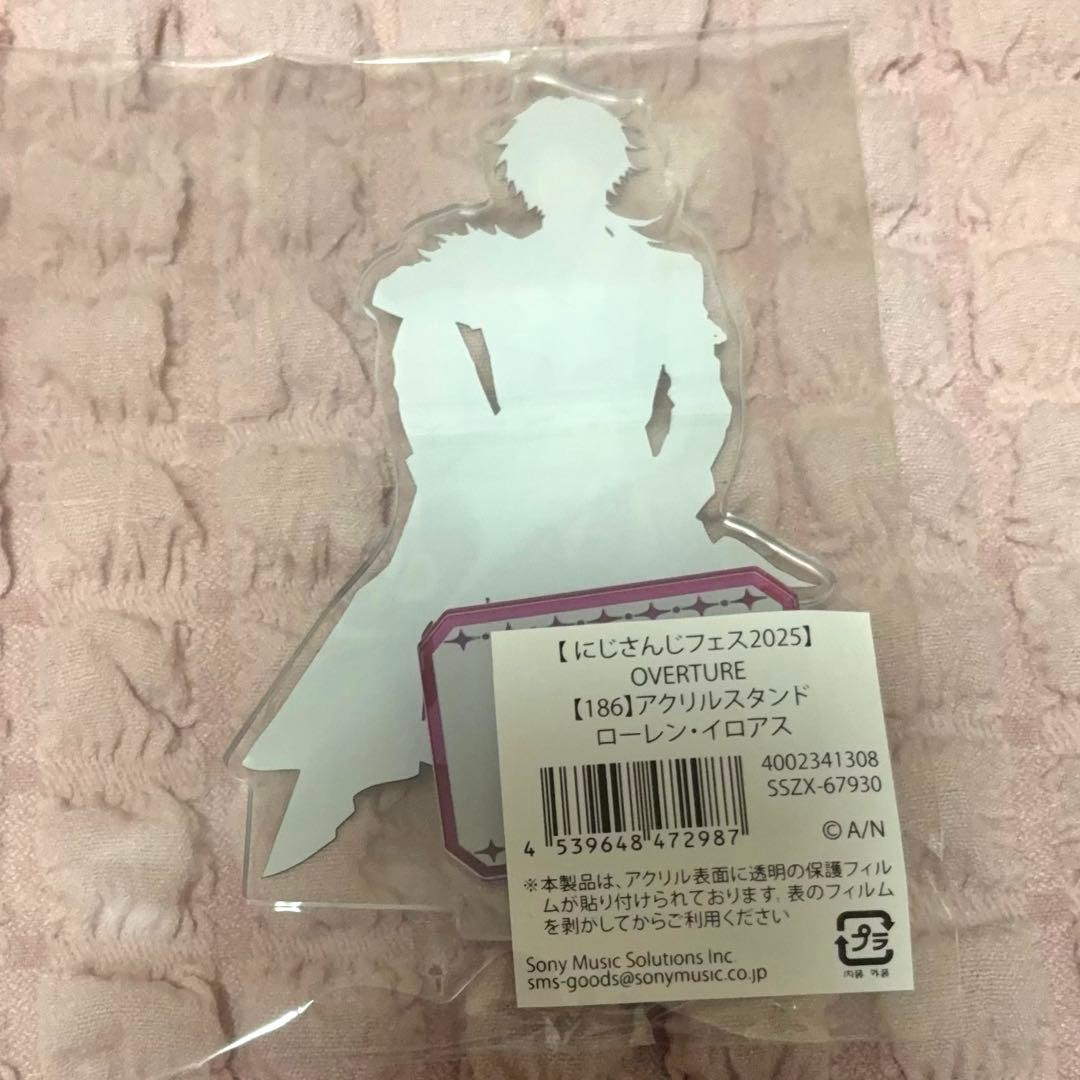 【にじさんじフェス2025】
OVERTURE
【186】アクリルスタンド
ローレン・イロアス
4002341308
SSZX-67930
4 539648 472987
© A/N
※本製品は、アクリル表面に透明の保護フィル
ムが貼り付けられております。表のフィルム
を剥がしてからご利用ください
プラ
内装 外装
Sony Music Solutions Inc.
sms-goods@sonymusic.co.jp